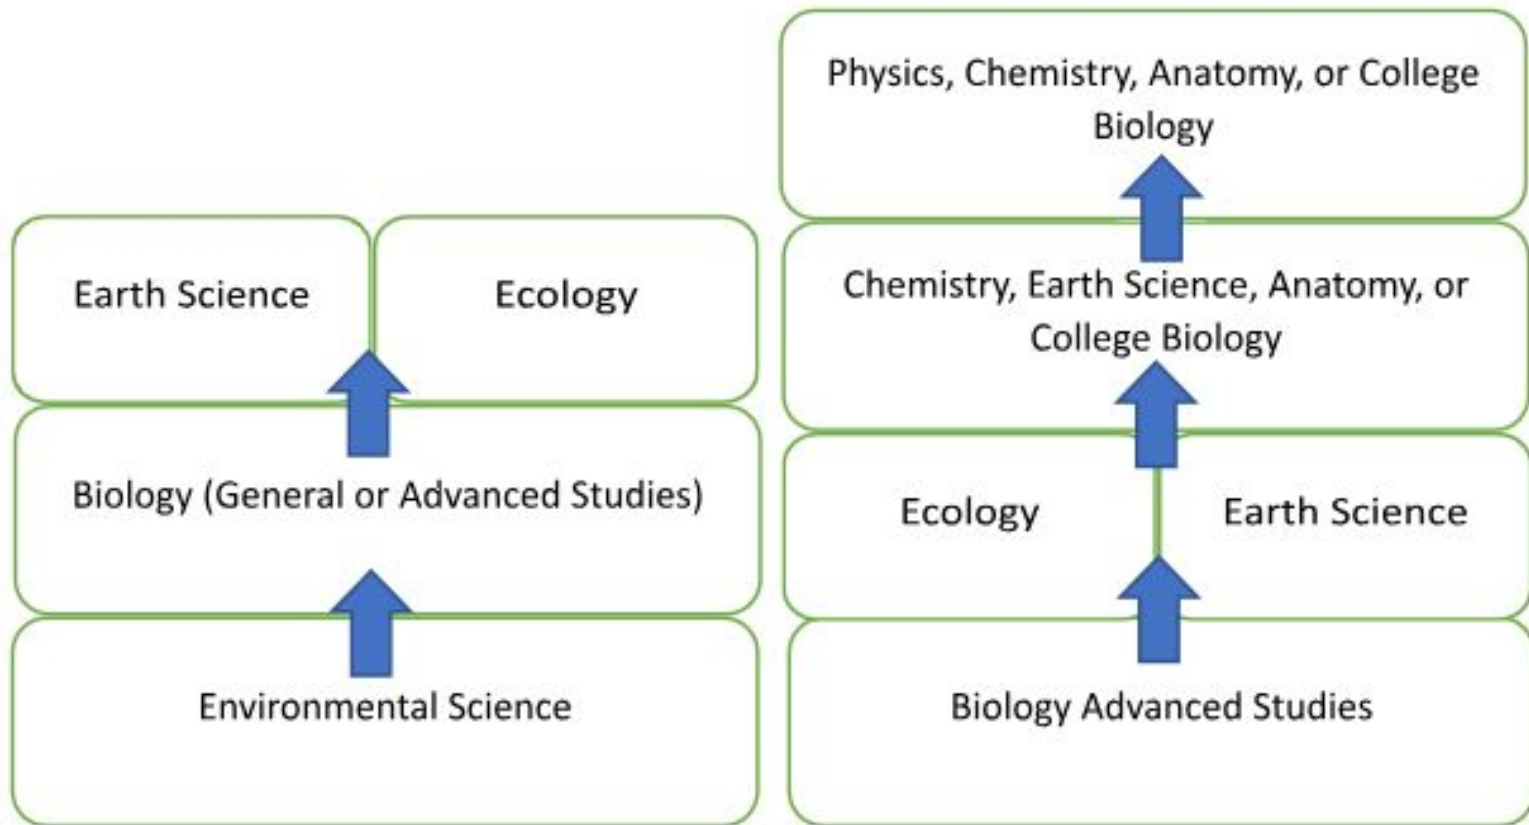 Earth Science
Ecology
Biology (General or Advanced Studies)
Environmental Science
Physics, Chemistry, Anatomy, or College
Biology
Chemistry, Earth Science, Anatomy, or
College Biology
Ecology
Earth Science
Biology Advanced Studies